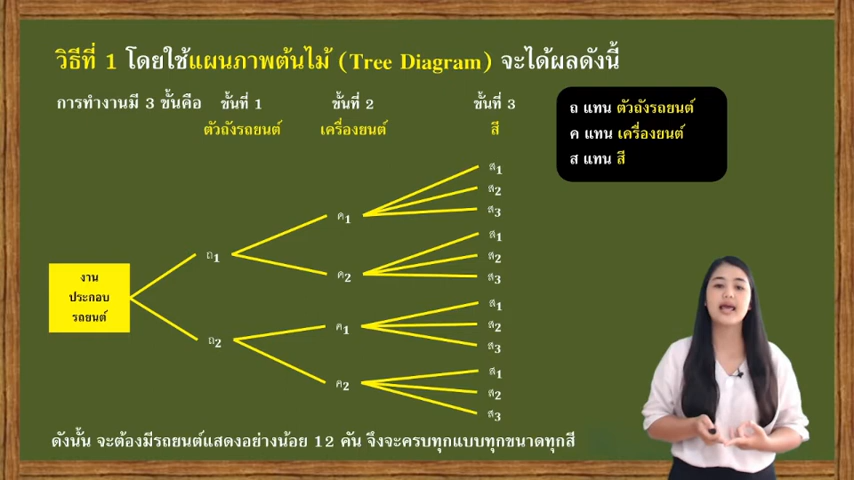 วิธีที่ 1 โดยใช้แผนภาพต้นไม้ (Tree Diagram) จะได้ผลดังนี้
การทำงานมี 3 ขั้นคือ ขั้นที่ 1 ขั้นที่ 2 ขั้นที่ 3
ตัวถังรถยนต์ เครื่องยนต์ สี
ถ แทน ตัวถังรถยนต์
ค แทน เครื่องยนต์
ส แทน สี
งาน
ประกอบ
รถยนต์
ถ1
ค1
สี1
สี2
สี3
ค2
สี1
สี2
สี3
ถ2
ค1
สี1
สี2
สี3
ค2
สี1
สี2
สี3
ดังนั้น จะต้องมีรถยนต์แสดงอย่างน้อย 12 คัน จึงจะครบทุกแบบทุกขนาดทุกสี